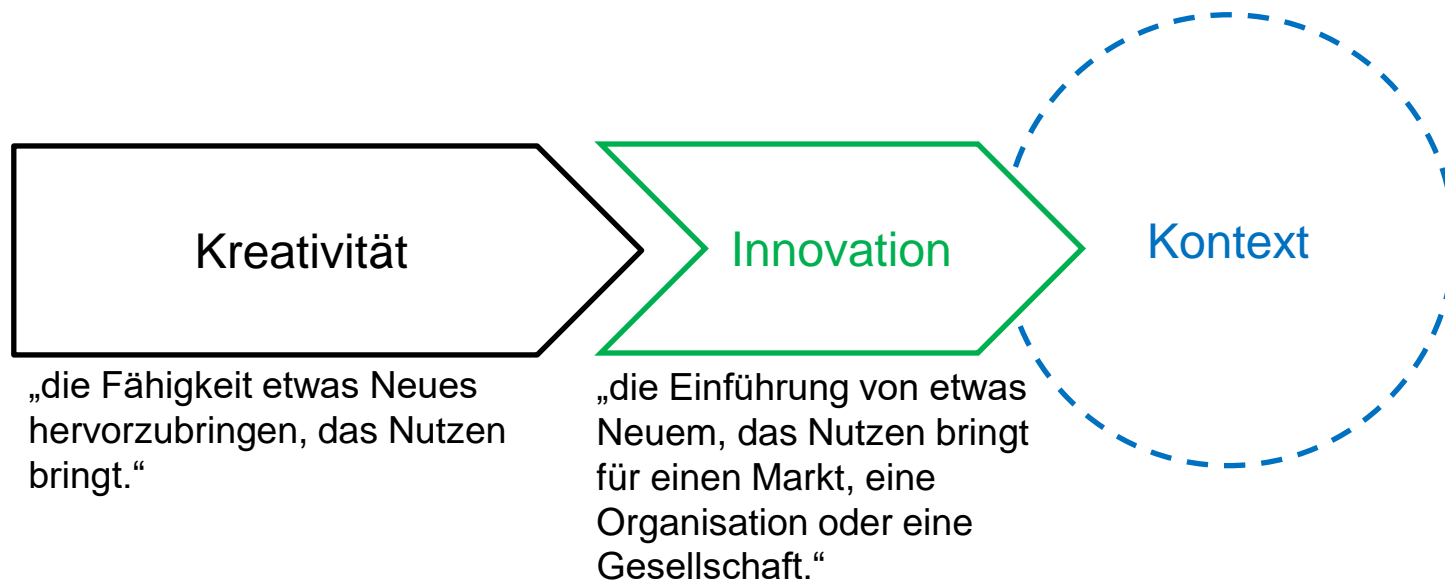 Kreativität
Innovation
Kontext
„die Fähigkeit etwas Neues
hervorzubringen, das Nutzen
bringt.“
„die Einführung von etwas
Neuem, das Nutzen bringt
für einen Markt, eine
Organisation oder eine
Gesellschaft.“